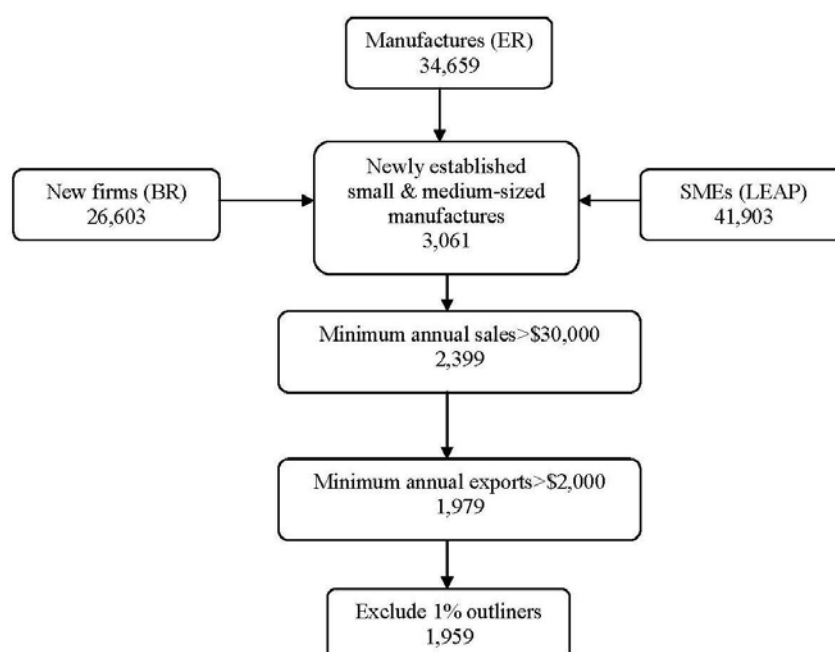 Manufactures (ER)
34,659
New firms (BR)
26,603
Newly established
small & medium-sized
manufactures
3,061
SMEs (LEAP)
41,903
Minimum annual sales>$30,000
2,399
Minimum annual exports>$2,000
1,979
Exclude 1% outliners
1,959